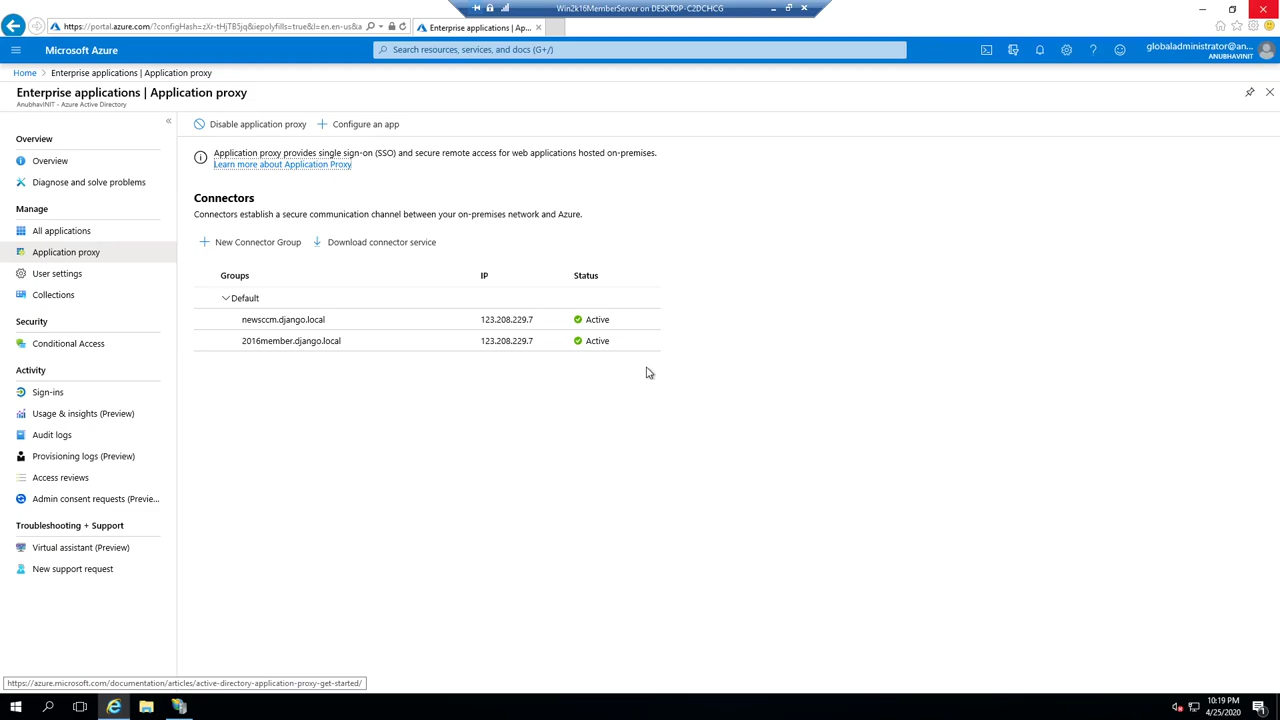 Win2k16MemberServer on DESKTOP-C2DCHCG
https://portal.azure.com/?configHash=zXr-tHjTB5jq&iepolyfills=true&l=en.en-us&a
Enterprise applications | Ap...
Microsoft Azure
Search resources, services, and docs (G+/)
globaladministrator@an...
ANUBHAVINIT
Home > Enterprise applications | Application proxy
Enterprise applications | Application proxy
AnubhavINIT - Azure Active Directory
Overview
Overview
Diagnose and solve problems
Manage
All applications
Application proxy
User settings
Collections
Security
Conditional Access
Activity
Sign-ins
Usage & insights (Preview)
Audit logs
Provisioning logs (Preview)
Access reviews
Admin consent requests (Previe...
Troubleshooting + Support
Virtual assistant (Preview)
New support request
Disable application proxy
Configure an app
Application proxy provides single sign-on (SSO) and secure remote access for web applications hosted on-premises.
Learn more about Application Proxy
Connectors
Connectors establish a secure communication channel between your on-premises network and Azure.
New Connector Group
Download connector service
Groups IP Status
Default
newsccm.django.local 123.208.229.7 Active
2016member.django.local 123.208.229.7 Active
https://azure.microsoft.com/documentation/articles/active-directory-application-proxy-get-started/
10:19 PM
4/25/2020